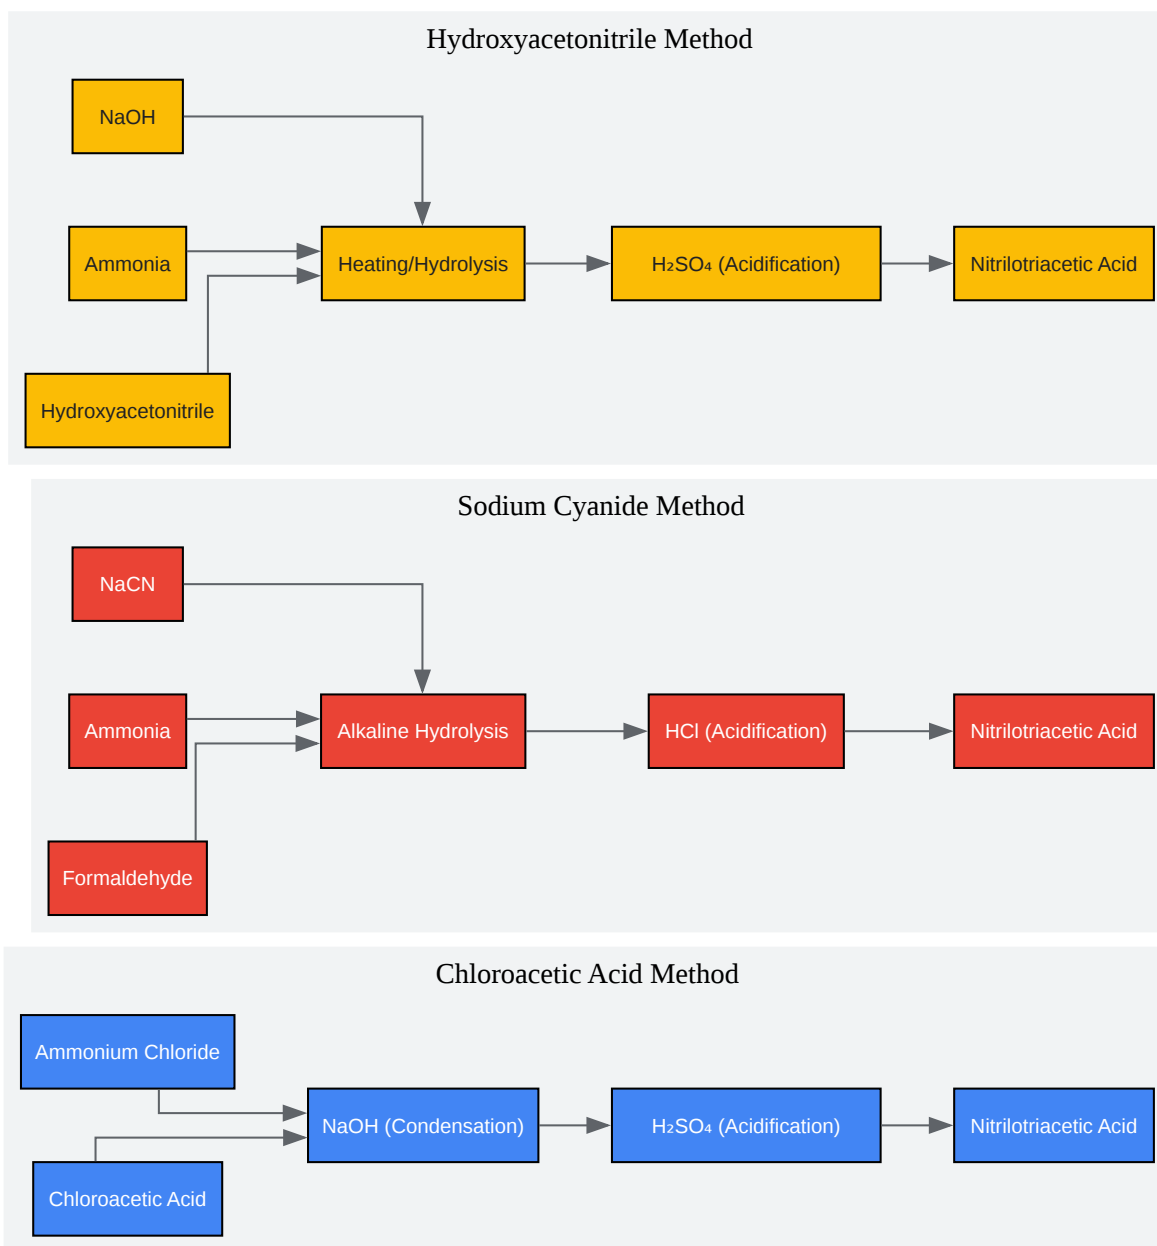 Hydroxyacetonitrile Method
NaOH
Ammonia
Heating/Hydrolysis
H₂SO₄ (Acidification)
Nitrilotriacetic Acid
Hydroxyacetonitrile
Sodium Cyanide Method
NaCN
Ammonia
Alkaline Hydrolysis
HCl (Acidification)
Nitrilotriacetic Acid
Formaldehyde
Chloroacetic Acid Method
Ammonium Chloride
NaOH (Condensation)
H₂SO₄ (Acidification)
Nitrilotriacetic Acid
Chloroacetic Acid